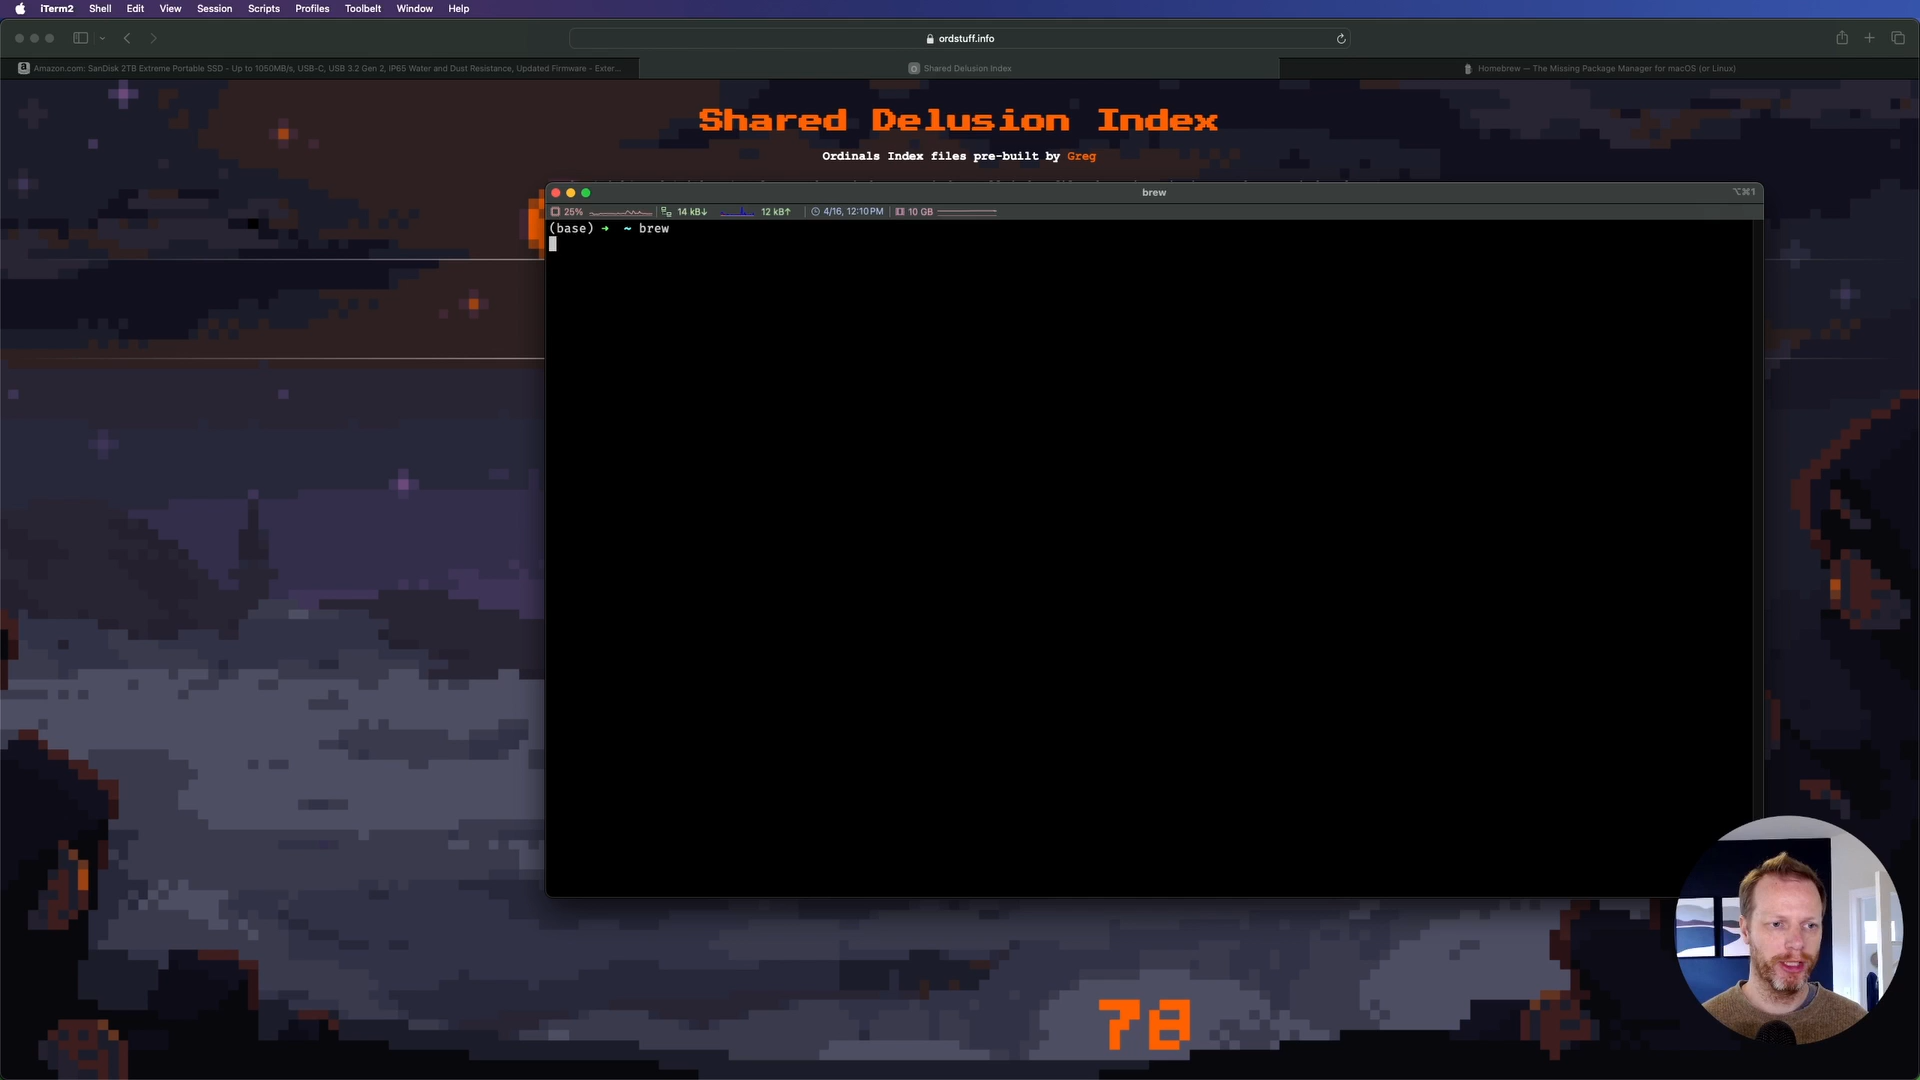 iTerm2 Shell Edit View Session Scripts Profiles Toolbelt Window Help
ordstuff.info
Amazon.com: SanDisk 2TB Extreme Portable SSD - Up to 1050MB/s, USB-C, USB 3.2 Gen 2, IP65 Water and Dust Resistance, Updated Firmware - Exter...
Shared Delusion Index
Homebrew — The Missing Package Manager for macOS (or Linux)
Shared Delusion Index
Ordinals Index files pre-built by Greg
brew
⌥⌘1
25% 14 kB↓ 12 kB↑ 4/16, 12:10 PM 10 GB
(base) ➜ ~ brew
78